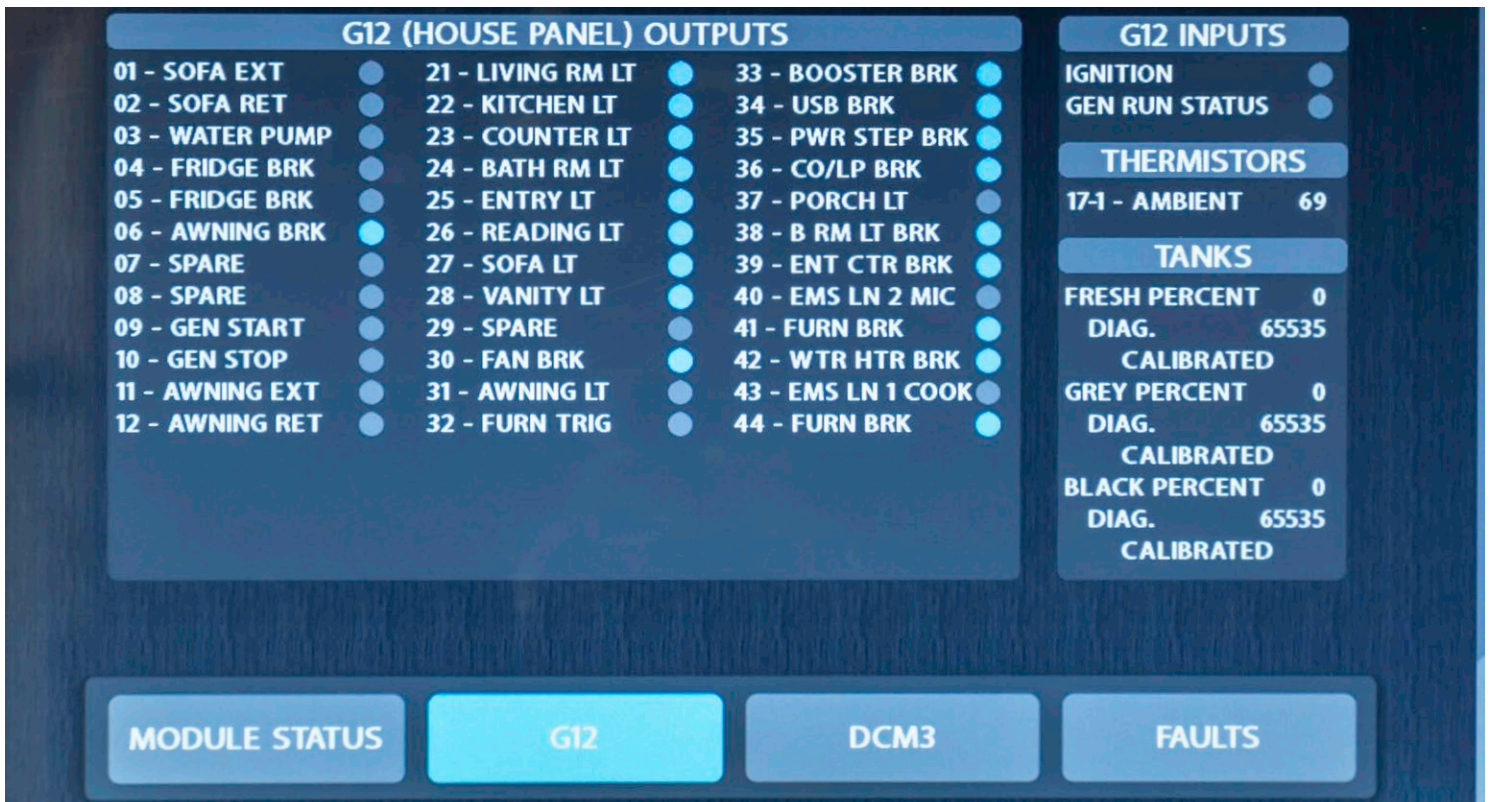 G12 (HOUSE PANEL) OUTPUTS
01 - SOFA EXT
02 - SOFA RET
03 - WATER PUMP
04 - FRIDGE BRK
05 - FRIDGE BRK
06 - AWNING BRK
07 - SPARE
08 - SPARE
09 - GEN START
10 - GEN STOP
11 - AWNING EXT
12 - AWNING RET
21 - LIVING RM LT
22 - KITCHEN LT
23 - COUNTER LT
24 - BATH RM LT
25 - ENTRY LT
26 - READING LT
27 - SOFA LT
28 - VANITY LT
29 - SPARE
30 - FAN BRK
31 - AWNING LT
32 - FURN TRIG
33 - BOOSTER BRK
34 - USB BRK
35 - PWR STEP BRK
36 - CO/LP BRK
37 - PORCH LT
38 - B RM LT BRK
39 - ENT CTR BRK
40 - EMS LN 2 MIC
41 - FURN BRK
42 - WTR HTR BRK
43 - EMS LN 1 COOK
44 - FURN BRK
G12 INPUTS
IGNITION
GEN RUN STATUS
THERMISTORS
17-1 - AMBIENT 69
TANKS
FRESH PERCENT 0
DIAG. 65535
CALIBRATED
GREY PERCENT 0
DIAG. 65535
CALIBRATED
BLACK PERCENT 0
DIAG. 65535
CALIBRATED
MODULE STATUS
G12
DCM3
FAULTS